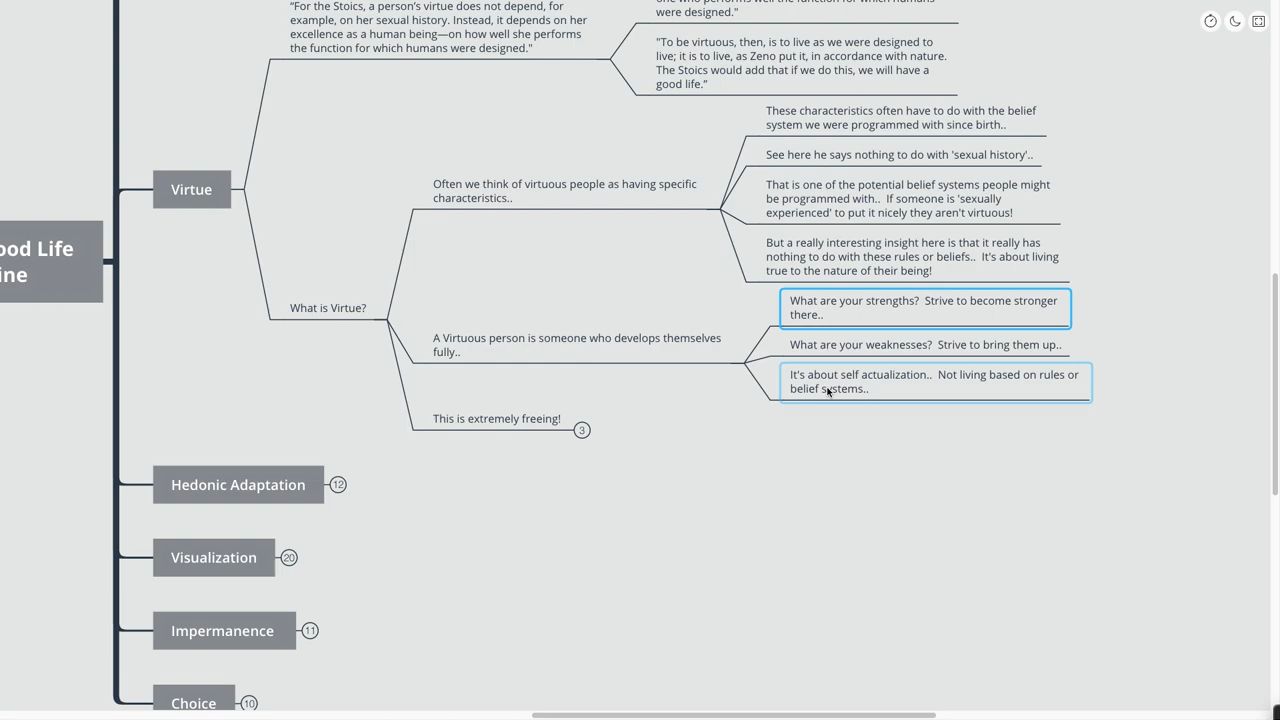 "For the Stoics, a person's virtue does not depend, for
example, on her sexual history. Instead, it depends on her
excellence as a human being—on how well she performs
the function for which humans were designed."
were designed."
"To be virtuous, then, is to live as we were designed to
live; it is to live, as Zeno put it, in accordance with nature.
The Stoics would add that if we do this, we will have a
good life."
ood Life
ine
Virtue
What is Virtue?
Often we think of virtuous people as having specific
characteristics..
These characteristics often have to do with the belief
system we were programmed with since birth..
See here he says nothing to do with 'sexual history'..
That is one of the potential belief systems people might
be programmed with..  If someone is 'sexually
experienced' to put it nicely they aren't virtuous!
But a really interesting insight here is that it really has
nothing to do with these rules or beliefs..  It's about living
true to the nature of their being!
A Virtuous person is someone who develops themselves
fully..
What are your strengths?  Strive to become stronger
there..
What are your weaknesses?  Strive to bring them up..
It's about self actualization..  Not living based on rules or
belief systems..
This is extremely freeing!
3
Hedonic Adaptation
12
Visualization
20
Impermanence
11
Choice
10